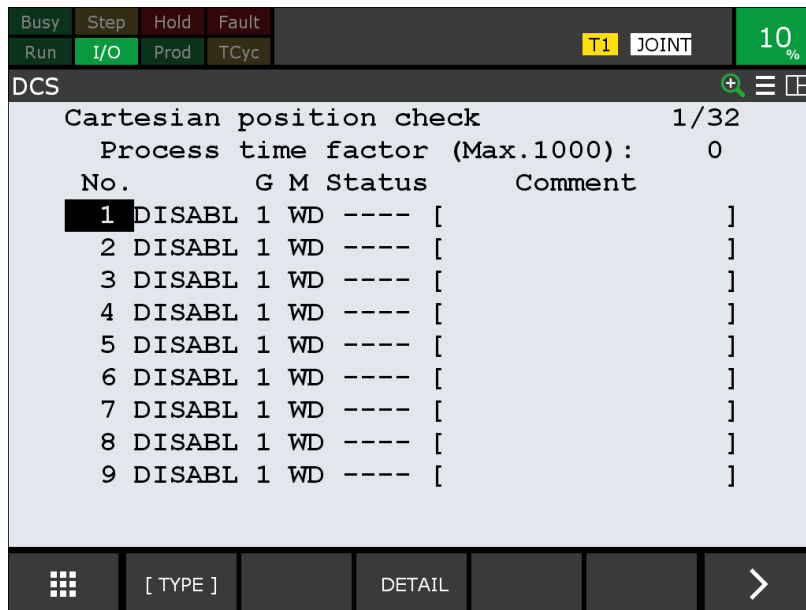 Busy Step Hold Fault
Run I/O Prod TCyc T1 JOINT 10%
DCS
Cartesian position check 1/32
Process time factor (Max.1000): 0
No. G M Status Comment
1 DISABL 1 WD ---- [ ]
2 DISABL 1 WD ---- [ ]
3 DISABL 1 WD ---- [ ]
4 DISABL 1 WD ---- [ ]
5 DISABL 1 WD ---- [ ]
6 DISABL 1 WD ---- [ ]
7 DISABL 1 WD ---- [ ]
8 DISABL 1 WD ---- [ ]
9 DISABL 1 WD ---- [ ]
[ TYPE ] DETAIL >